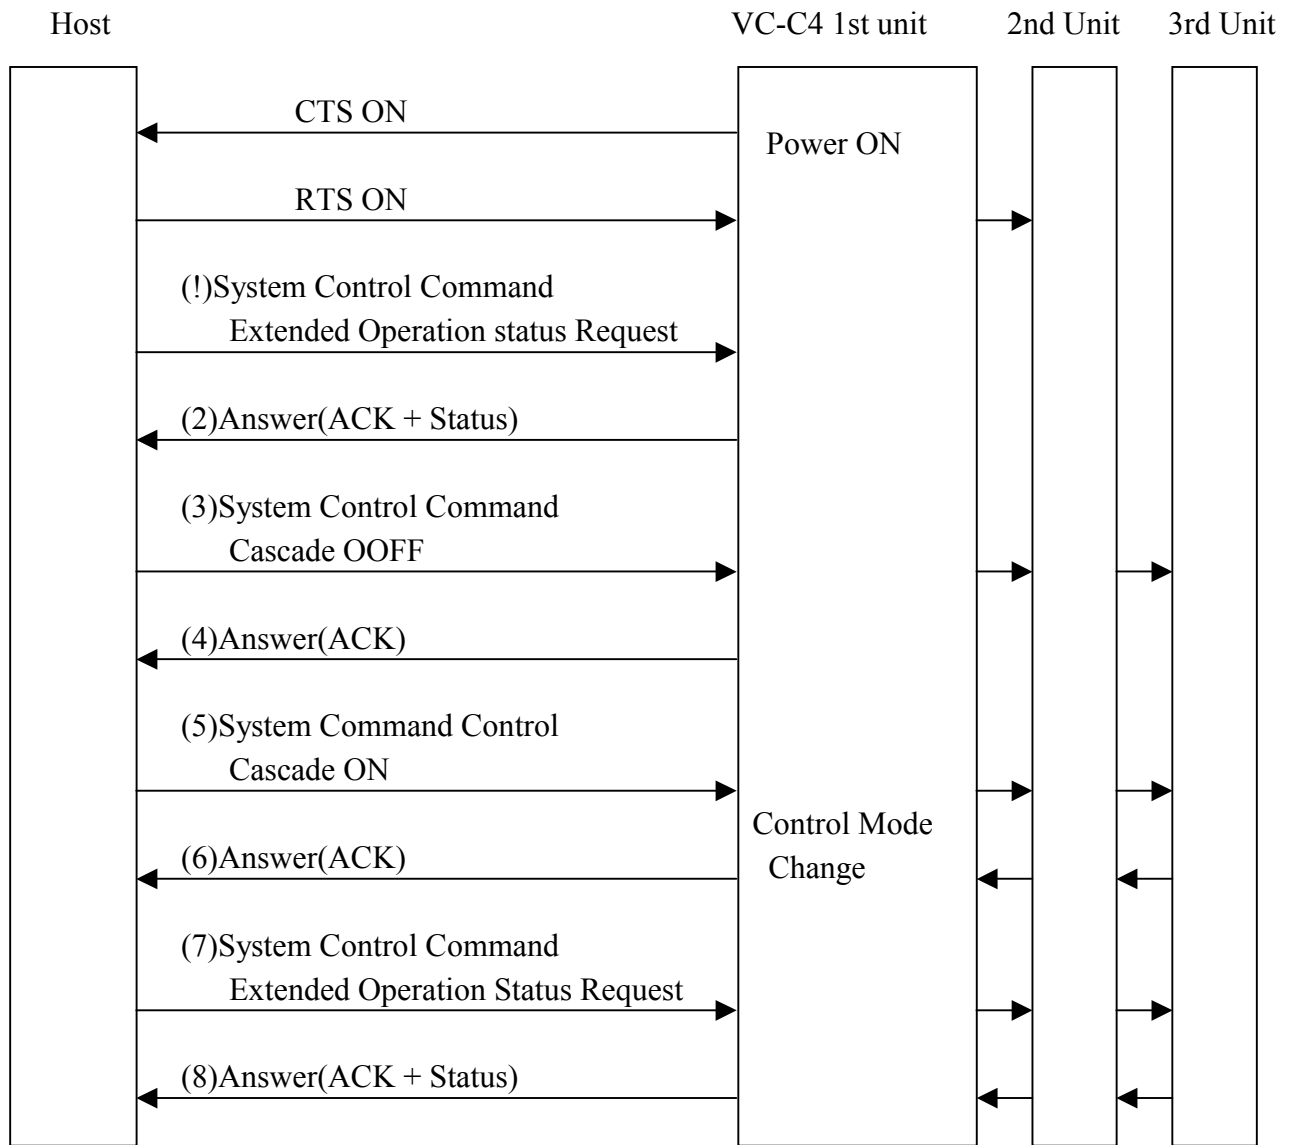 Host VC-C4 1st unit 2nd Unit 3rd Unit
CTS ON
Power ON
RTS ON
(!)System Control Command
Extended Operation status Request
(2)Answer(ACK + Status)
(3)System Control Command
Cascade OOFF
(4)Answer(ACK)
(5)System Command Control
Cascade ON
Control Mode
Change
(6)Answer(ACK)
(7)System Control Command
Extended Operation Status Request
(8)Answer(ACK + Status)